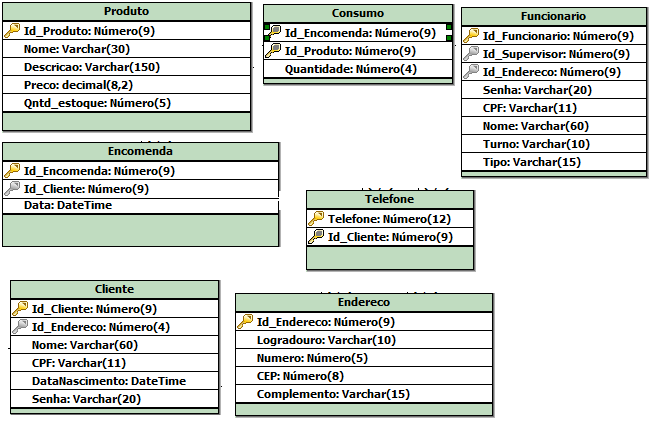 Produto
Id_Produto: Número(9)
Nome: Varchar(30)
Descricao: Varchar(150)
Preco: decimal(8,2)
Qntd_estoque: Número(5)
Consumo
Id_Encomenda: Número(9)
Id_Produto: Número(9)
Quantidade: Número(4)
Funcionario
Id_Funcionario: Número(9)
Id_Supervisor: Número(9)
Id_Endereco: Número(9)
Senha: Varchar(20)
CPF: Varchar(11)
Nome: Varchar(60)
Turno: Varchar(10)
Tipo: Varchar(15)
Encomenda
Id_Encomenda: Número(9)
Id_Cliente: Número(9)
Data: DateTime
Telefone
Telefone: Número(12)
Id_Cliente: Número(9)
Cliente
Id_Cliente: Número(9)
Id_Endereco: Número(4)
Nome: Varchar(60)
CPF: Varchar(11)
DataNascimento: DateTime
Senha: Varchar(20)
Endereco
Id_Endereco: Número(9)
Logradouro: Varchar(10)
Numero: Número(5)
CEP: Número(8)
Complemento: Varchar(15)